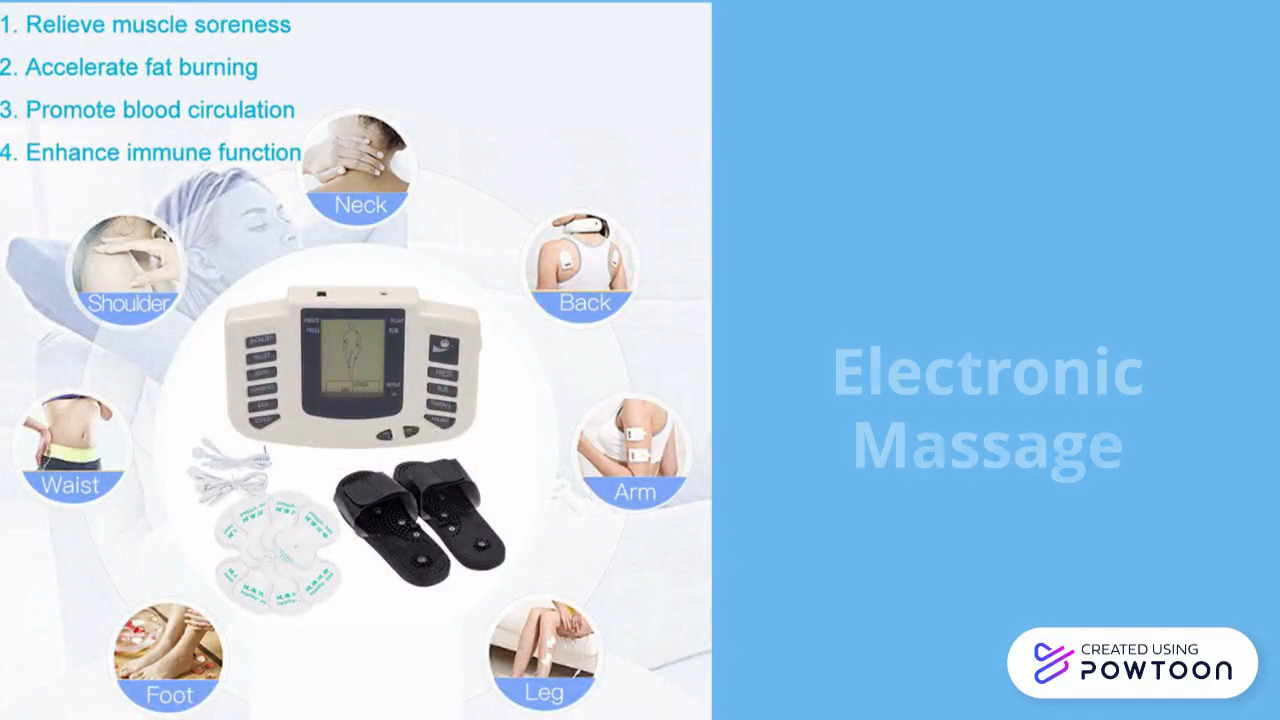 1. Relieve muscle soreness
2. Accelerate fat burning
3. Promote blood circulation
4. Enhance immune function
Neck
Shoulder
Back
Waist
Arm
Foot
Leg
REPEAT
Electronic
Massage
CREATED USING
POWTOON